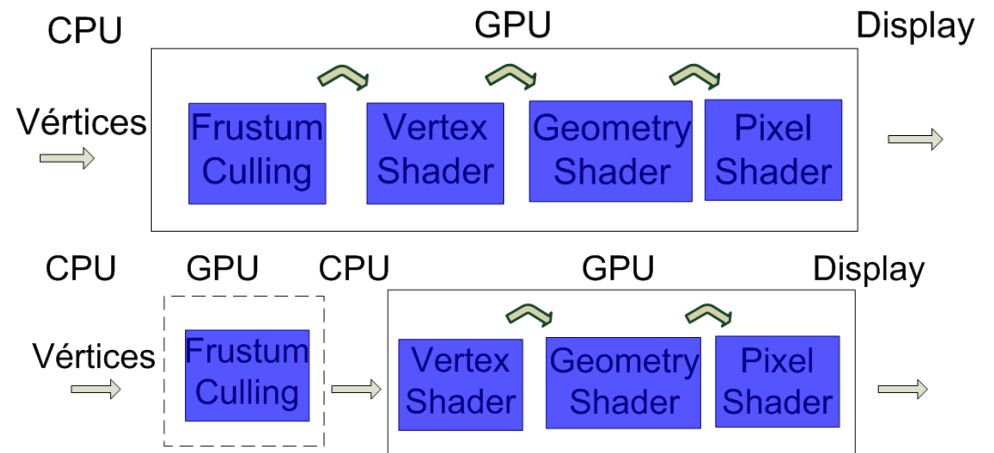 CPU GPU Display
Vértices
Frustum Culling
Vertex Shader
Geometry Shader
Pixel Shader
CPU GPU CPU GPU Display
Vértices
Frustum Culling
Vertex Shader
Geometry Shader
Pixel Shader